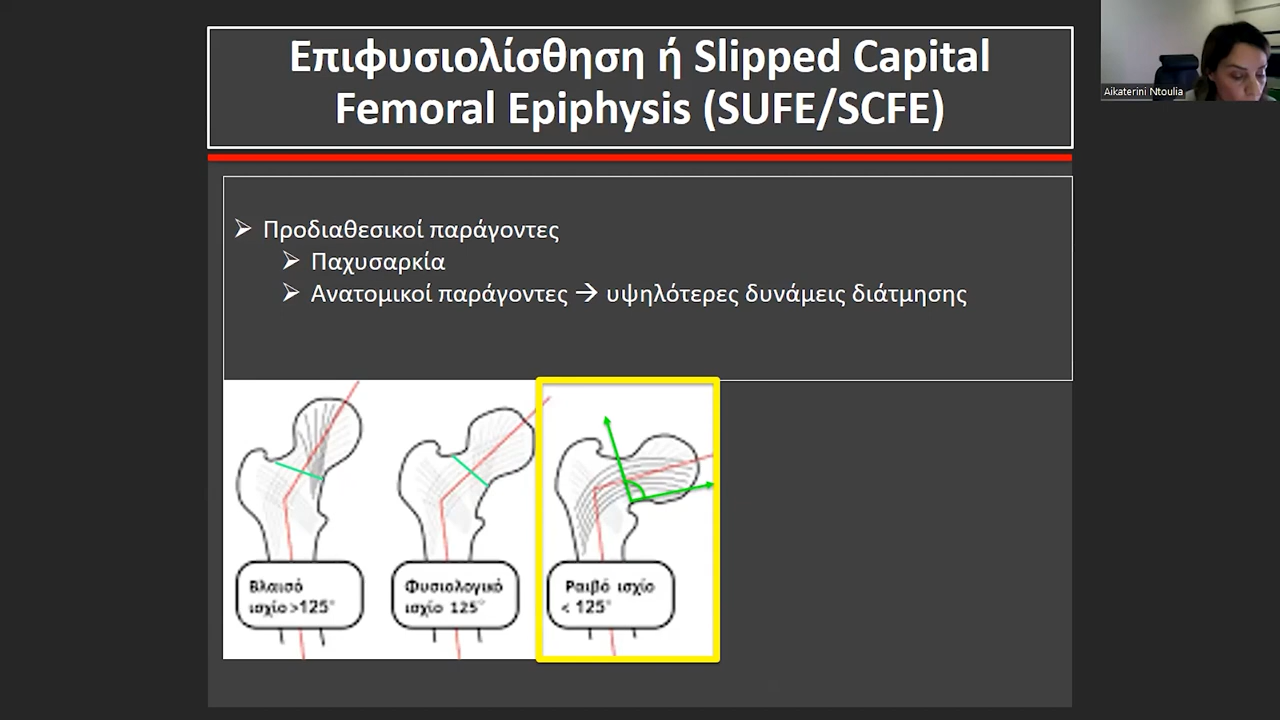 Επιφυσιολίσθηση ή Slipped Capital
Femoral Epiphysis (SUFE/SCFE)
Aikaterini Ntoulia
➢ Προδιαθεσικοί παράγοντες
➢ Παχυσαρκία
➢ Ανατομικοί παράγοντες → υψηλότερες δυνάμεις διάτμησης
Βλαισό
ισχίο >125°
Φυσιολογικό
ισχίο 125°
Ραιβό ισχίο
< 125°